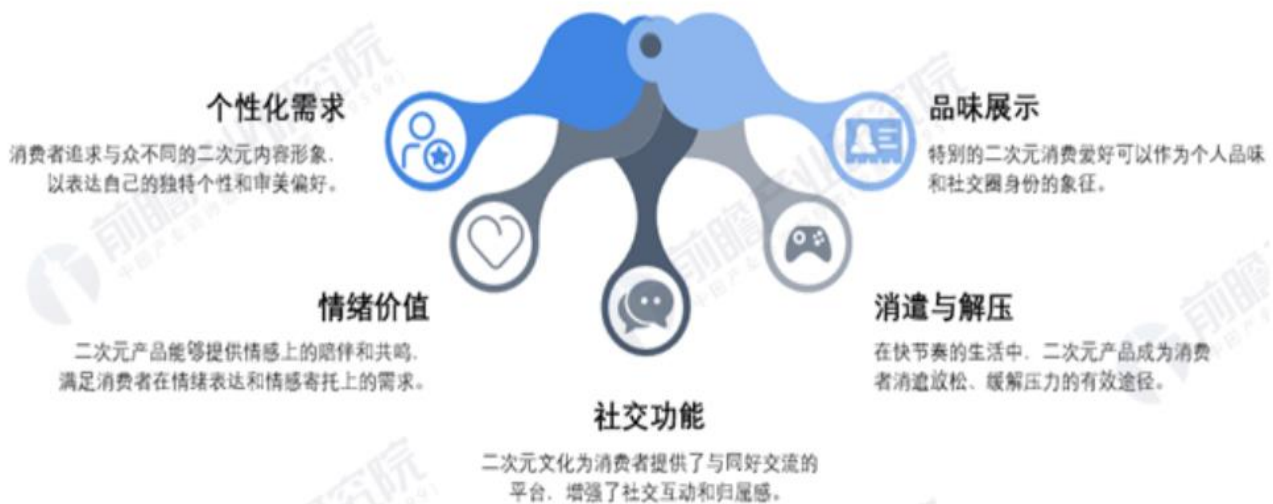 个性化需求
消费者追求与众不同的二次元内容形象、
以表达自己的独特个性和审美偏好。
情绪价值
二次元产品能够提供情感上的陪伴和共鸣、
满足消费者在情绪表达和情感寄托上的需求。
社交功能
二次元文化为消费者提供了与同好交流的
平台、增强了社交互动和归属感。
消遣与解压
在快节奏的生活中、二次元产品成为消费
者消遣放松、缓解压力的有效途径。
品味展示
特别的二次元消费爱好可以作为个人品味
和社交圈身份的象征。
前瞻产业研究院